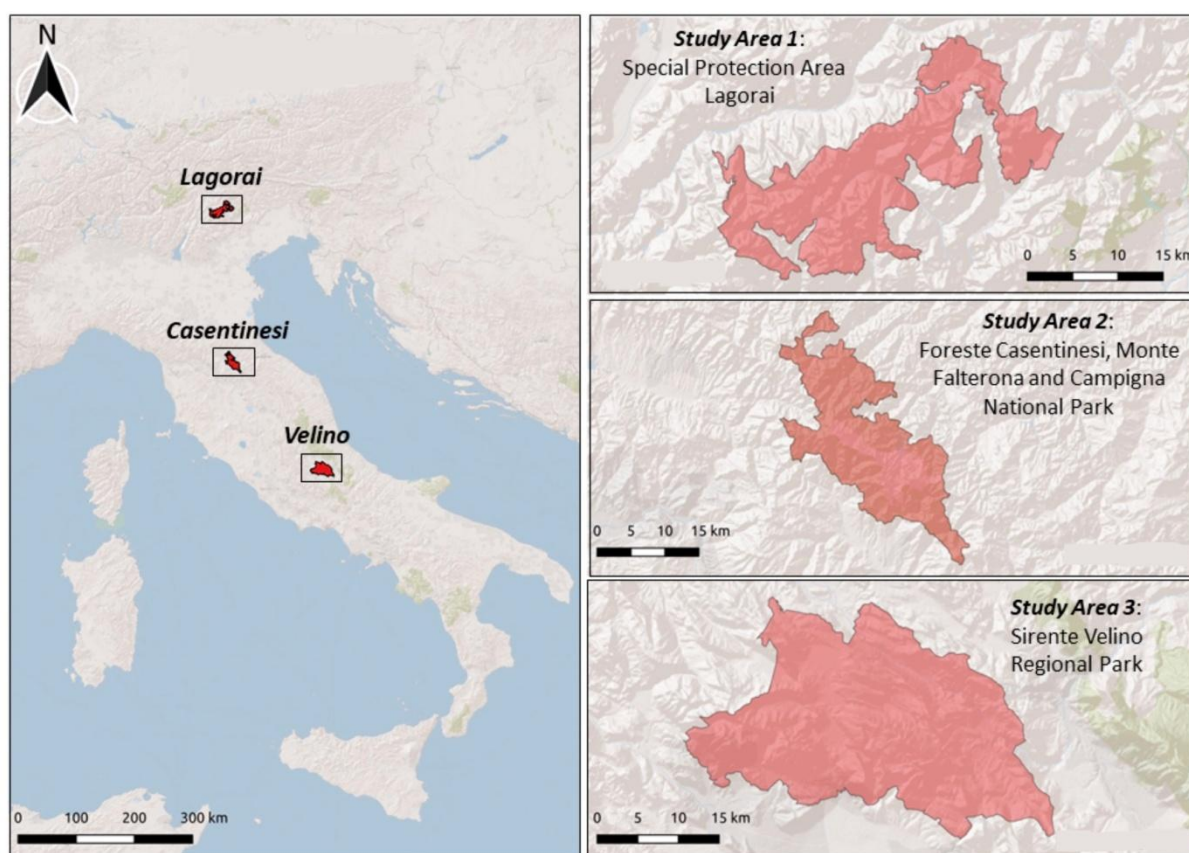 N
Lagorai
Casentinesi
Velino
0 100 200 300 km
Study Area 1:
Special Protection Area
Lagorai
0 5 10 15 km
Study Area 2:
Foreste Casentinesi, Monte
Falterona and Campigna
National Park
0 5 10 15 km
Study Area 3:
Sirente Velino
Regional Park
0 5 10 15 km